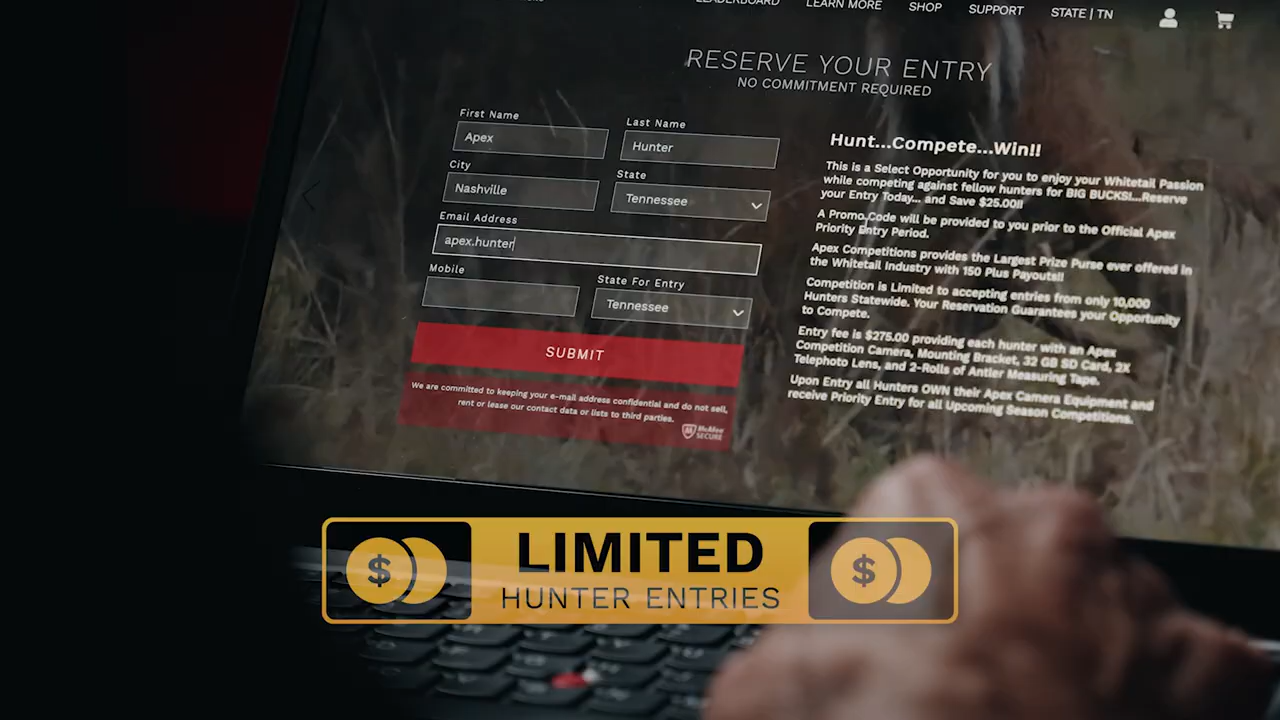 LEADERBOARD
LEARN MORE
SHOP
SUPPORT
STATE | TN
RESERVE YOUR ENTRY
NO COMMITMENT REQUIRED
First Name
Last Name
Apex
Hunter
City
State
Nashville
Tennessee
Email Address
apex.hunter
Mobile
State For Entry
Tennessee
SUBMIT
We are committed to keeping your e-mail address confidential and do not sell,
rent or lease our contact data or lists to third parties.
McAfee
SECURE
Hunt...Compete...Win!!
This is a Select Opportunity for you to enjoy your Whitetail Passion
while competing against fellow hunters for BIG BUCKS!...Reserve
your Entry Today... and Save $25.00!!
A Promo Code will be provided to you prior to the Official Apex
Priority Entry Period.
Apex Competitions provides the Largest Prize Purse ever offered in
the Whitetail Industry with 150 Plus Payouts!!
Competition is Limited to accepting entries from only 10,000
Hunters Statewide. Your Reservation Guarantees your Opportunity
to Compete.
Entry fee is $275.00 providing each hunter with an Apex
Competition Camera, Mounting Bracket, 32 GB SD Card, 2X
Telephoto Lens, and 2-Rolls of Antler Measuring Tape.
Upon Entry all Hunters OWN their Apex Camera Equipment and
receive Priority Entry for all Upcoming Season Competitions.
$
LIMITED
HUNTER ENTRIES
$